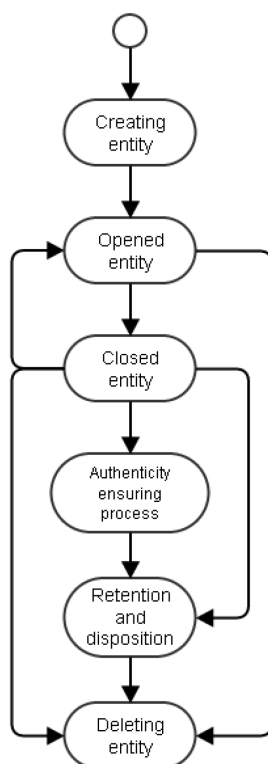 Creating
entity
Opened
entity
Closed
entity
Authenticity
ensuring
process
Retention
and
disposition
Deleting
entity